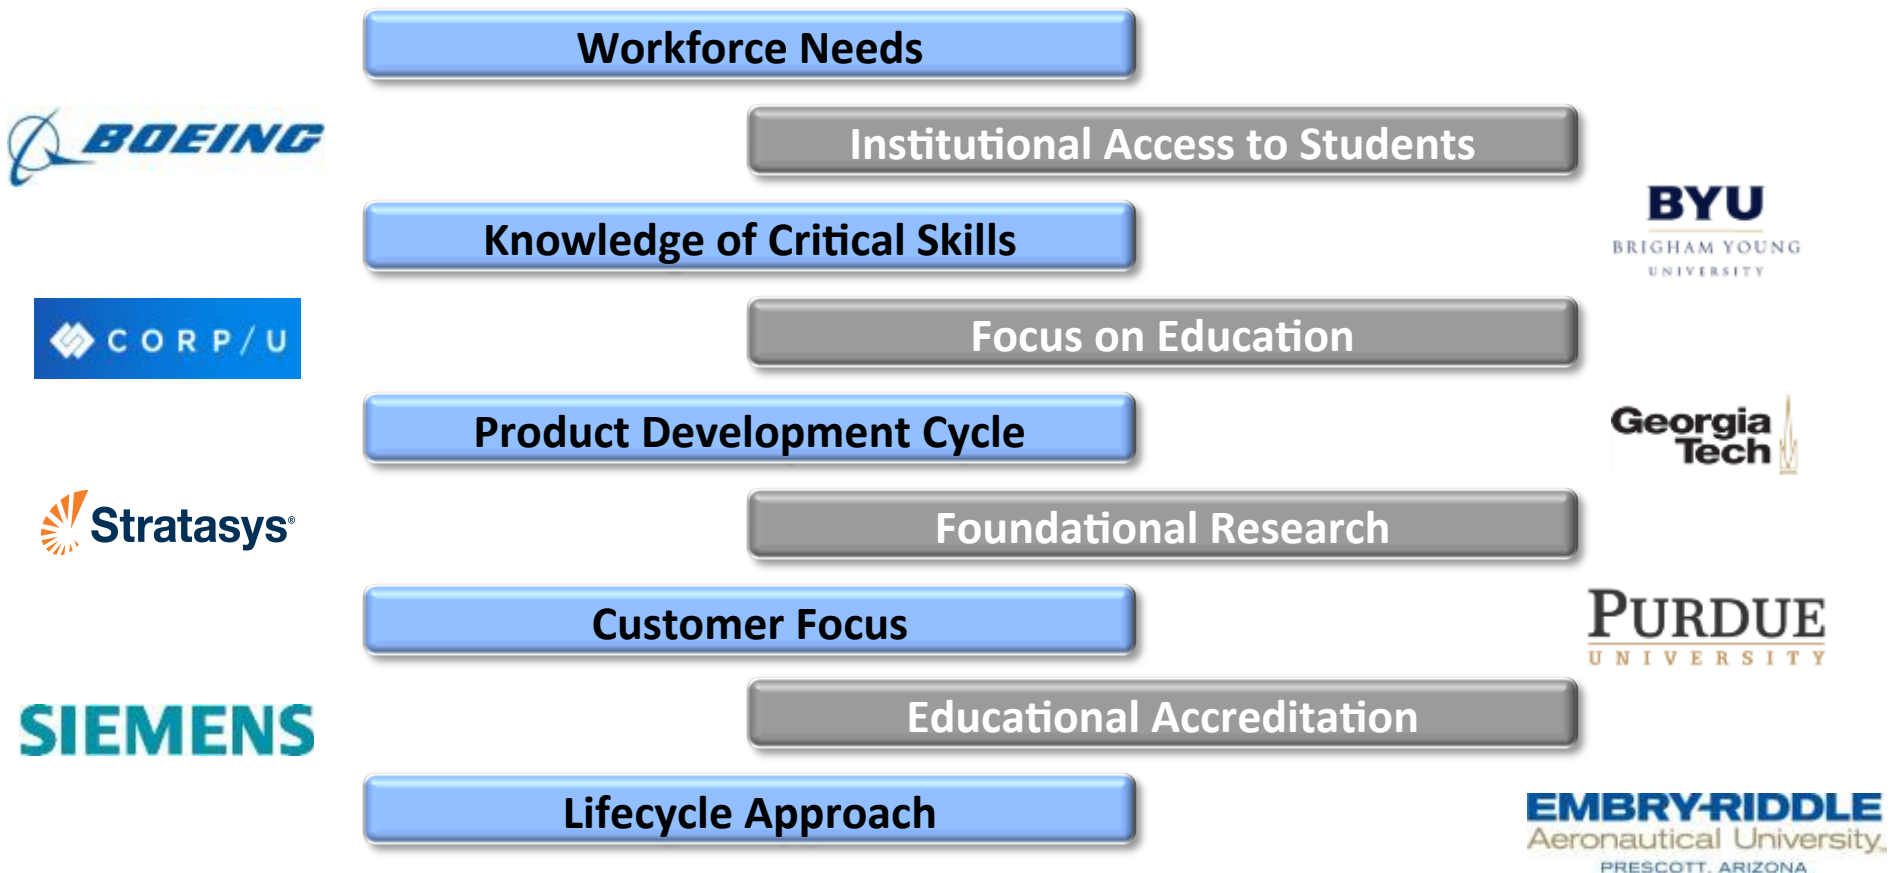 Workforce Needs
BOEING
Institutional Access to Students
BYU
BRIGHAM YOUNG
UNIVERSITY
Knowledge of Critical Skills
CORP/U
Focus on Education
Product Development Cycle
Georgia
Tech
Stratasys®
Foundational Research
Customer Focus
PURDUE
UNIVERSITY
SIEMENS
Educational Accreditation
Lifecycle Approach
EMBRY-RIDDLE
Aeronautical University
PRESCOTT, ARIZONA